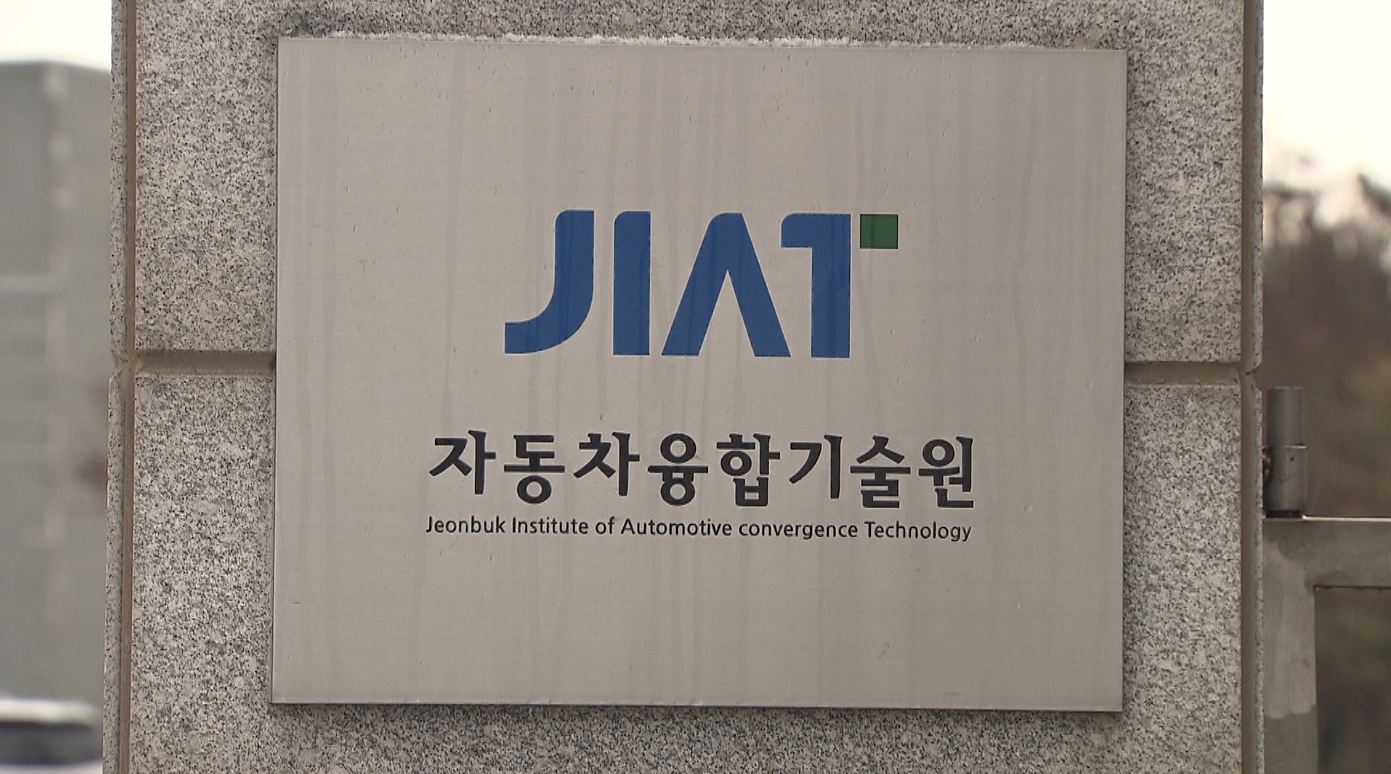 JIAT
자동차융합기술원
Jeonbuk Institute of Automotive convergence Technology